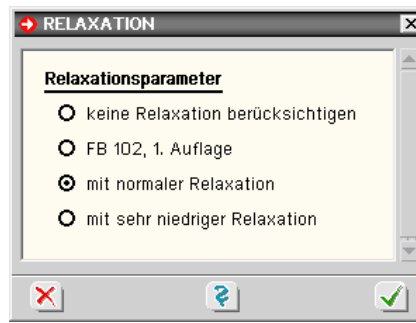 RELAXATION
Relaxationsparameter
keine Relaxation berücksichtigen
FB 102, 1. Auflage
mit normaler Relaxation
mit sehr niedriger Relaxation